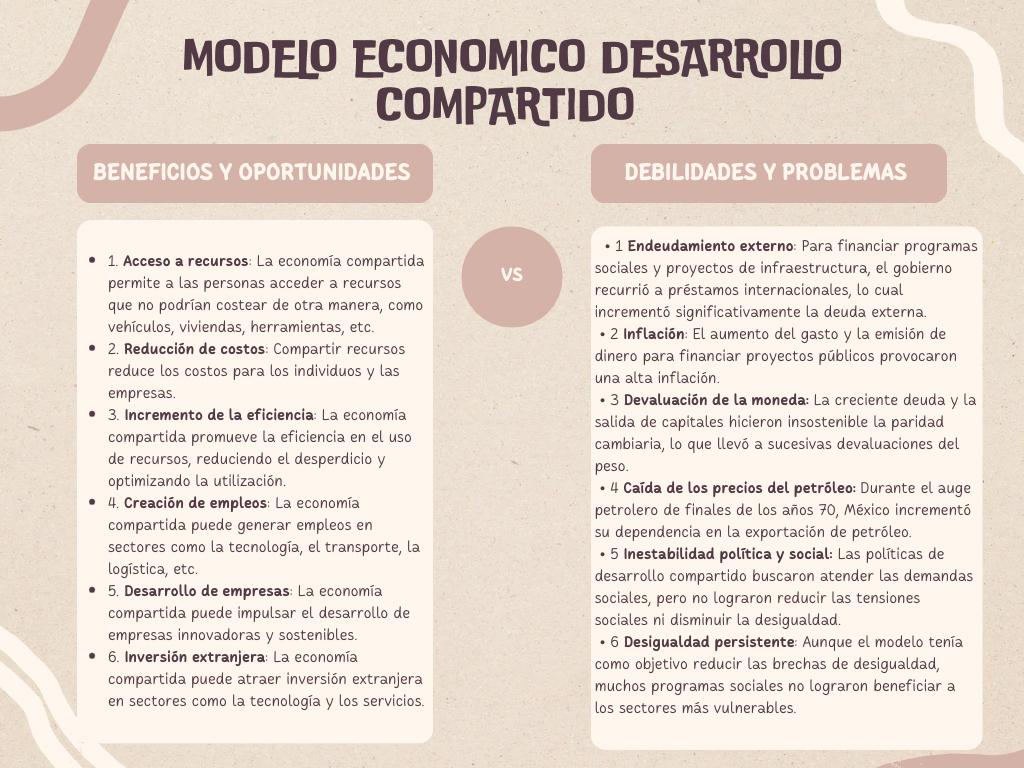 MODELO ECONOMICO DESARROLLO
COMPARTIDO
BENEFICIOS Y OPORTUNIDADES
• 1. Acceso a recursos: La economía compartida
permite a las personas acceder a recursos
que no podrían costear de otra manera, como
vehículos, viviendas, herramientas, etc.
• 2. Reducción de costos: Compartir recursos
reduce los costos para los individuos y las
empresas.
• 3. Incremento de la eficiencia: La economía
compartida promueve la eficiencia en el uso
de recursos, reduciendo el desperdicio y
optimizando la utilización.
• 4. Creación de empleos: La economía
compartida puede generar empleos en
sectores como la tecnología, el transporte, la
logística, etc.
• 5. Desarrollo de empresas: La economía
compartida puede impulsar el desarrollo de
empresas innovadoras y sostenibles.
• 6. Inversión extranjera: La economía
compartida puede atraer inversión extranjera
en sectores como la tecnología y los servicios.
VS
DEBILIDADES Y PROBLEMAS
• 1 Endeudamiento externo: Para financiar programas
sociales y proyectos de infraestructura, el gobierno
recurrió a préstamos internacionales, lo cual
incrementó significativamente la deuda externa.
• 2 Inflación: El aumento del gasto y la emisión de
dinero para financiar proyectos públicos provocaron
una alta inflación.
• 3 Devaluación de la moneda: La creciente deuda y la
salida de capitales hicieron insostenible la paridad
cambiaria, lo que llevó a sucesivas devaluaciones del
peso.
• 4 Caída de los precios del petróleo: Durante el auge
petrolero de finales de los años 70, México incrementó
su dependencia en la exportación de petróleo.
• 5 Inestabilidad política y social: Las políticas de
desarrollo compartido buscaron atender las demandas
sociales, pero no lograron reducir las tensiones
sociales ni disminuir la desigualdad.
• 6 Desigualdad persistente: Aunque el modelo tenía
como objetivo reducir las brechas de desigualdad,
muchos programas sociales no lograron beneficiar a
los sectores más vulnerables.